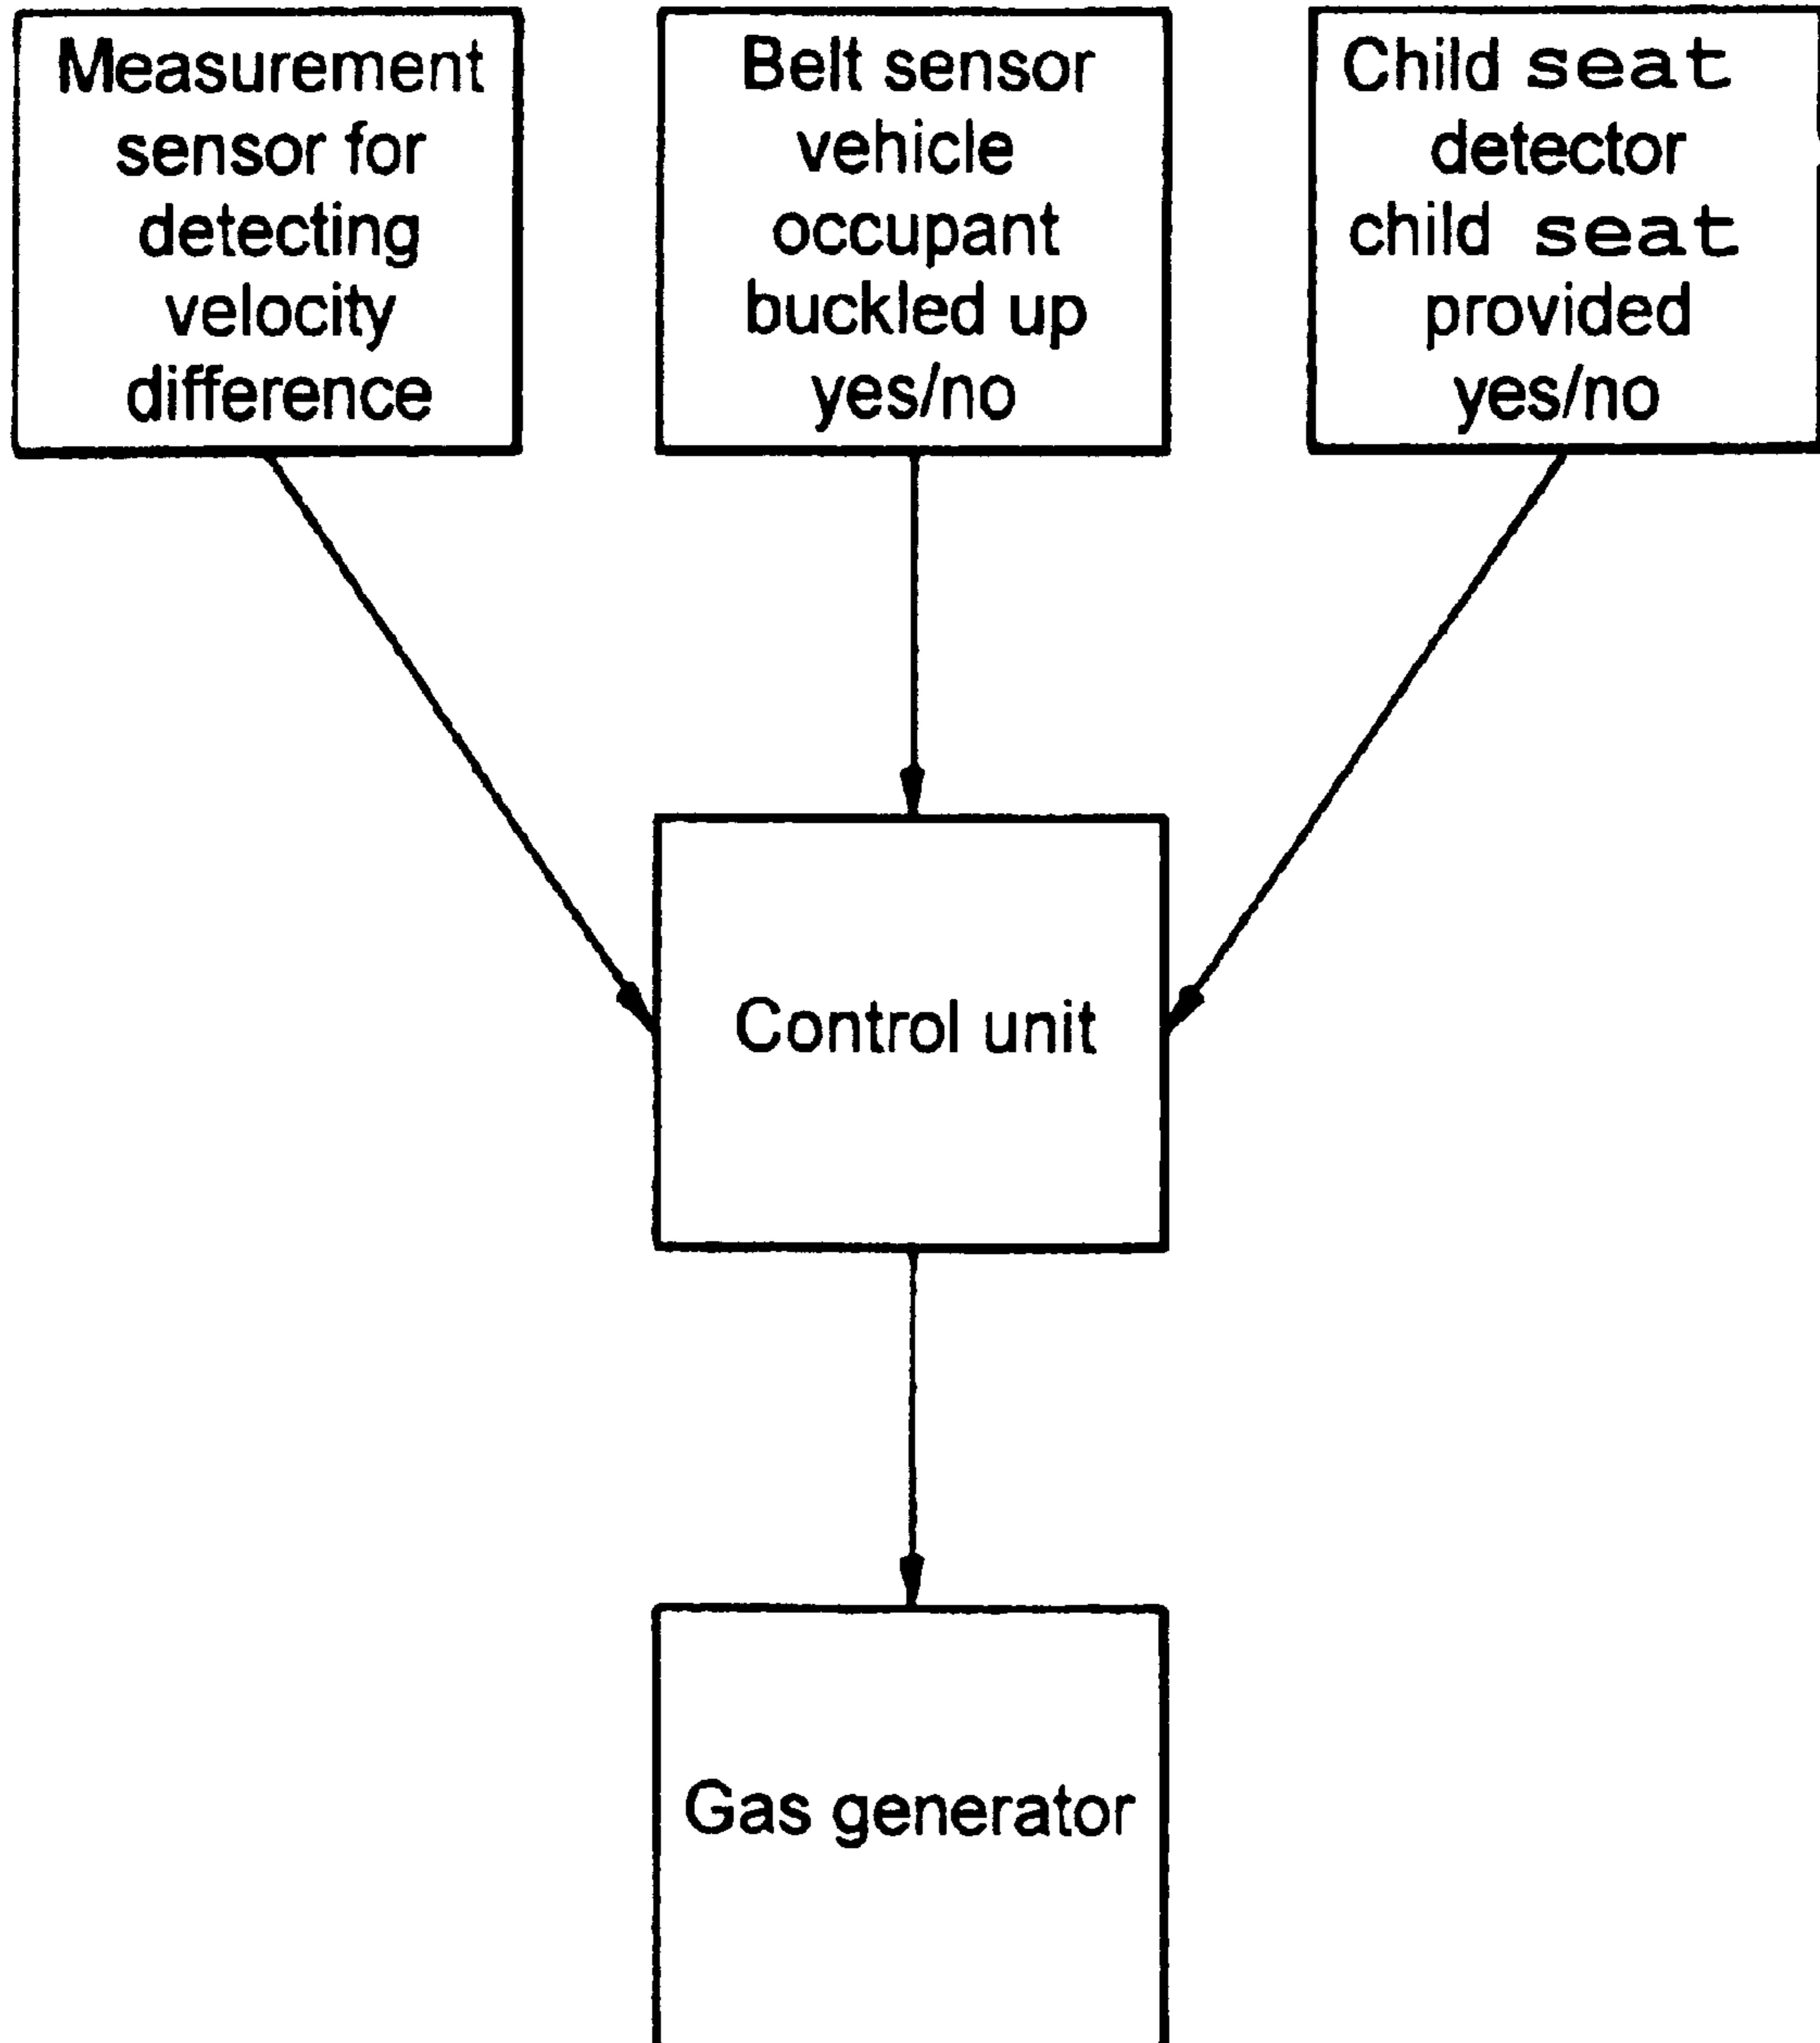 Measurement
sensor for
detecting
velocity
difference
Belt sensor
vehicle
occupant
buckled up
yes/no
Child seat
detector
child seat
provided
yes/no
Control unit
Gas generator